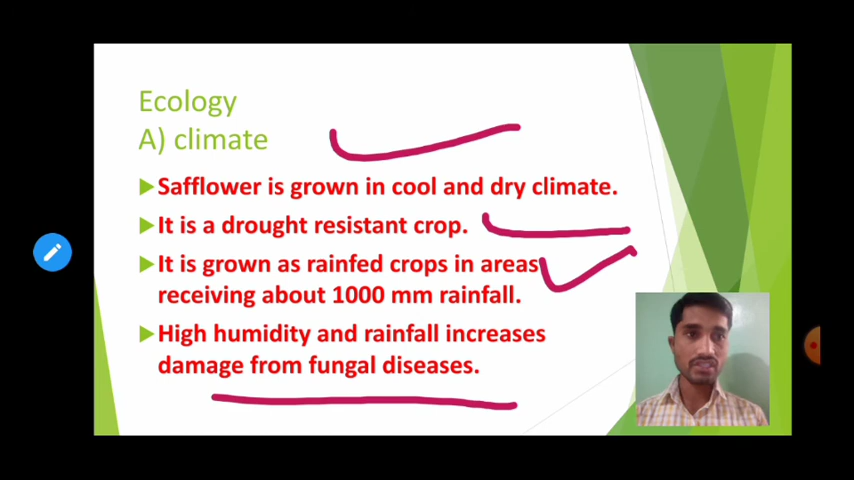 Ecology
A) climate
Safflower is grown in cool and dry climate.
It is a drought resistant crop.
It is grown as rainfed crops in areas
receiving about 1000 mm rainfall.
High humidity and rainfall increases
damage from fungal diseases.